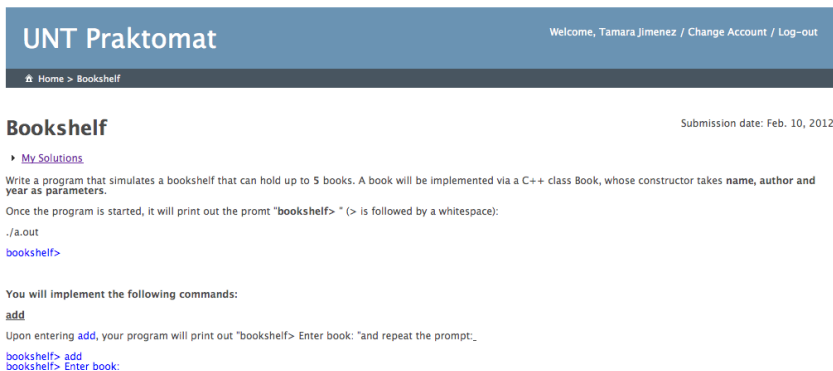 UNT Praktomat
Welcome, Tamara Jimenez / Change Account / Log-out
Home > Bookshelf
Bookshelf
Submission date: Feb. 10, 2012
My Solutions
Write a program that simulates a bookshelf that can hold up to 5 books. A book will be implemented via a C++ class Book, whose constructor takes name, author and
year as parameters.
Once the program is started, it will print out the promt "bookshelf> " (> is followed by a whitespace):
./a.out
bookshelf>
You will implement the following commands:
add
Upon entering add, your program will print out "bookshelf> Enter book: "and repeat the prompt:_
bookshelf> add
bookshelf> Enter book: